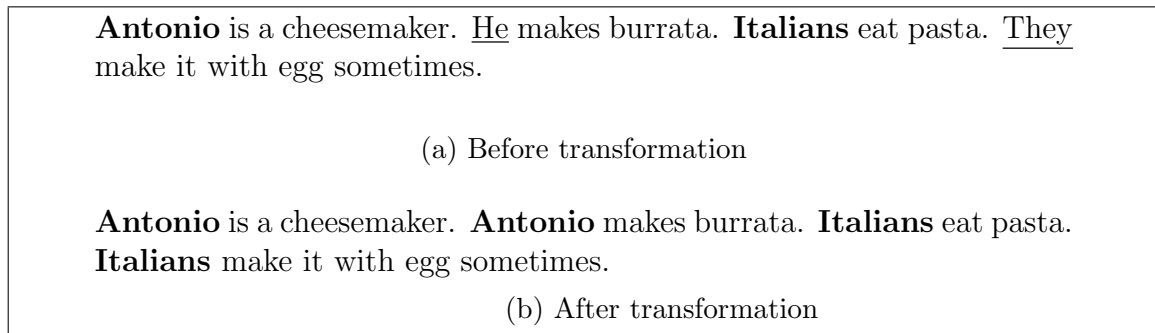 Antonio is a cheesemaker. He makes burrata. Italians eat pasta. They
make it with egg sometimes.
(a) Before transformation
Antonio is a cheesemaker. Antonio makes burrata. Italians eat pasta.
Italians make it with egg sometimes.
(b) After transformation